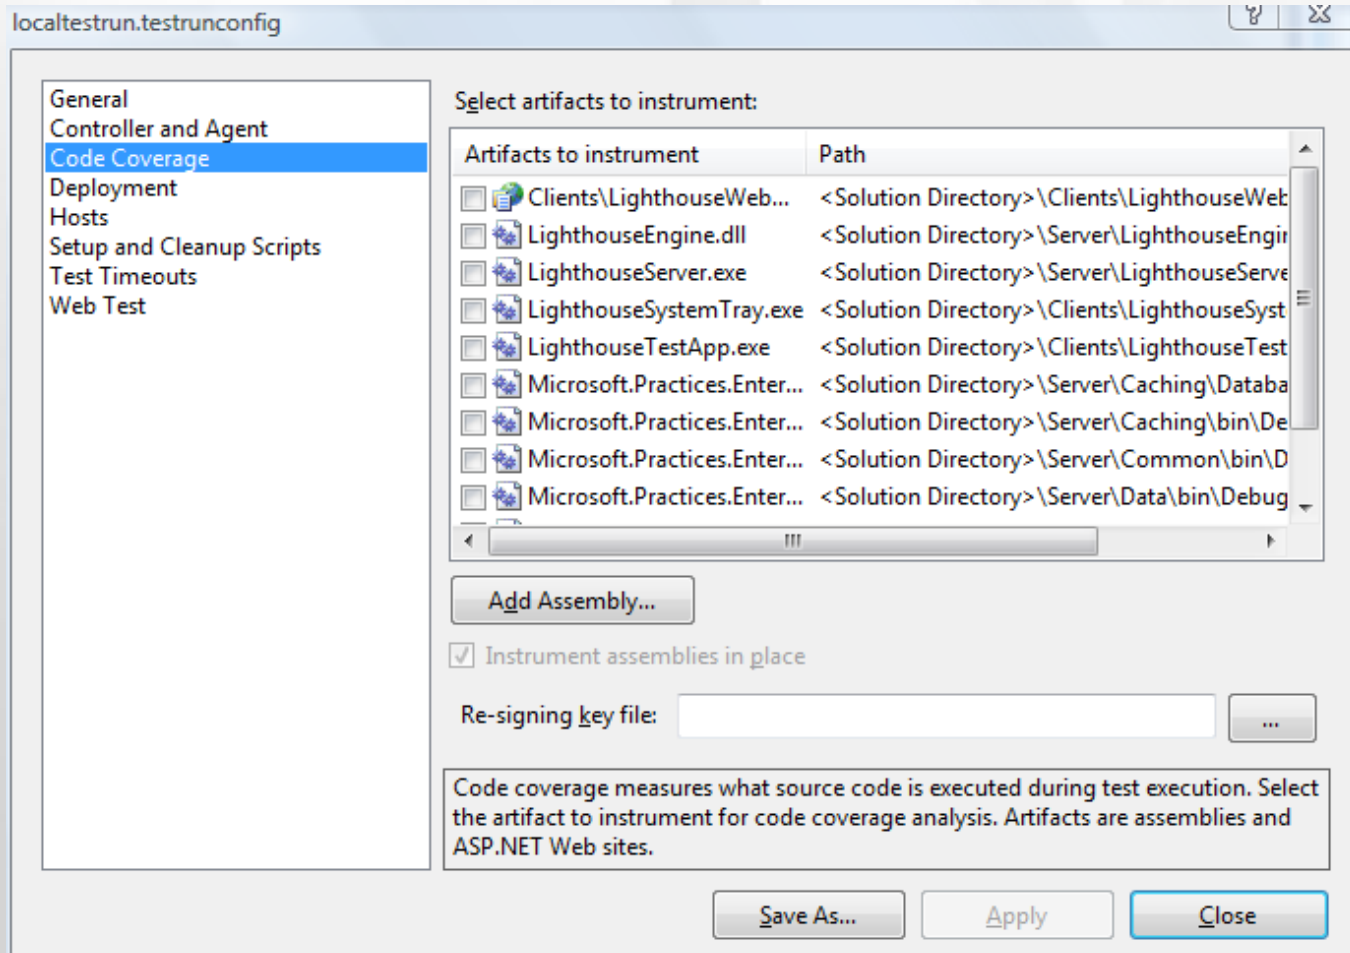 localtestrun.testrunconfig
General
Controller and Agent
Code Coverage
Deployment
Hosts
Setup and Cleanup Scripts
Test Timeouts
Web Test
Select artifacts to instrument:
Artifacts to instrument Path
Clients\LighthouseWeb... <Solution Directory>\Clients\LighthouseWeb
LighthouseEngine.dll <Solution Directory>\Server\LighthouseEngin
LighthouseServer.exe <Solution Directory>\Server\LighthouseServe
LighthouseSystemTray.exe <Solution Directory>\Clients\LighthouseSyst
LighthouseTestApp.exe <Solution Directory>\Clients\LighthouseTest
Microsoft.Practices.Enter... <Solution Directory>\Server\Caching\Databa
Microsoft.Practices.Enter... <Solution Directory>\Server\Caching\bin\De
Microsoft.Practices.Enter... <Solution Directory>\Server\Common\bin\D
Microsoft.Practices.Enter... <Solution Directory>\Server\Data\bin\Debug
Add Assembly...
Instrument assemblies in place
Re-signing key file:
...
Code coverage measures what source code is executed during test execution. Select
the artifact to instrument for code coverage analysis. Artifacts are assemblies and
ASP.NET Web sites.
Save As... Apply Close